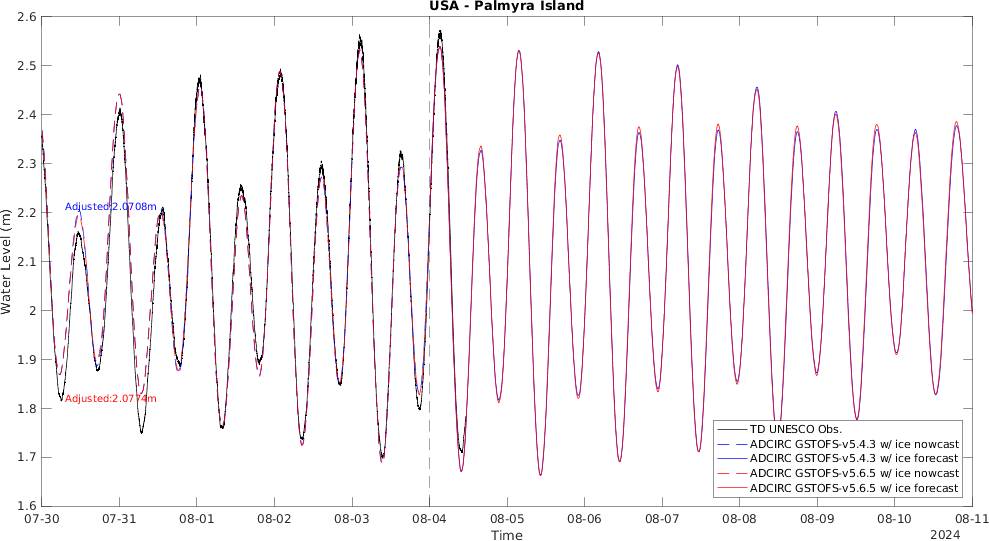 USA - Palmyra Island
2.6
2.5
2.4
2.3
2.2
2.1
2
1.9
1.8
1.7
1.6
Water Level (m)
Adjusted:2.0708m
Adjusted:2.0774m
TD UNESCO Obs.
ADCIRC GSTOFS-v5.4.3 w/ ice nowcast
ADCIRC GSTOFS-v5.4.3 w/ ice forecast
ADCIRC GSTOFS-v5.6.5 w/ ice nowcast
ADCIRC GSTOFS-v5.6.5 w/ ice forecast
07-30 07-31 08-01 08-02 08-03 08-04 08-05 08-06 08-07 08-08 08-09 08-10 08-11
Time
2024